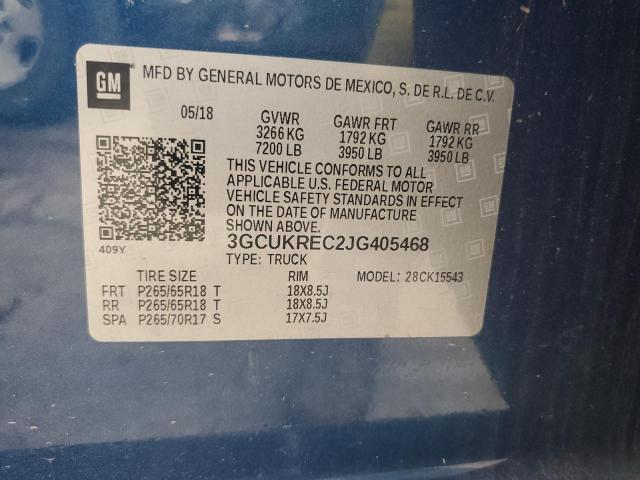 GM
MFD BY GENERAL MOTORS DE MEXICO, S. DE R.L. DE C.V.
05/18 GVWR GAWR FRT GAWR RR
3266 KG 1792 KG 1792 KG
7200 LB 3950 LB 3950 LB
THIS VEHICLE CONFORMS TO ALL
APPLICABLE U.S. FEDERAL MOTOR
VEHICLE SAFETY STANDARDS IN EFFECT
ON THE DATE OF MANUFACTURE
SHOWN ABOVE.
409Y 3GCUKREC2JG405468
TYPE: TRUCK
TIRE SIZE RIM MODEL: 28CK15543
FRT P265/65R18 T 18X8.5J
RR P265/65R18 T 18X8.5J
SPA P265/70R17 S 17X7.5J